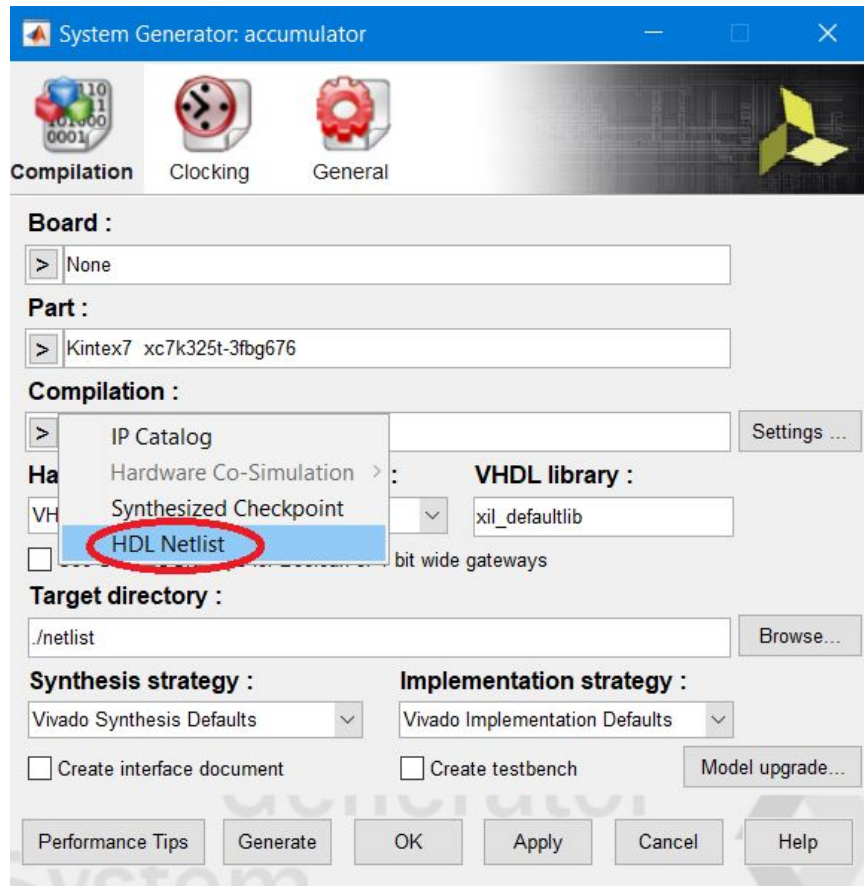 System Generator: accumulator
Compilation Clocking General
Board :
> None
Part :
> Kintex7 xc7k325t-3fbg676
Compilation :
> IP Catalog Settings ...
Hardware Co-Simulation >
Ha : VHDL library :
Synthesized Checkpoint
VH xil_defaultlib
HDL Netlist
bit wide gateways
Target directory :
./netlist Browse...
Synthesis strategy : Implementation strategy :
Vivado Synthesis Defaults Vivado Implementation Defaults
Create interface document Create testbench Model upgrade...
Performance Tips Generate OK Apply Cancel Help
System